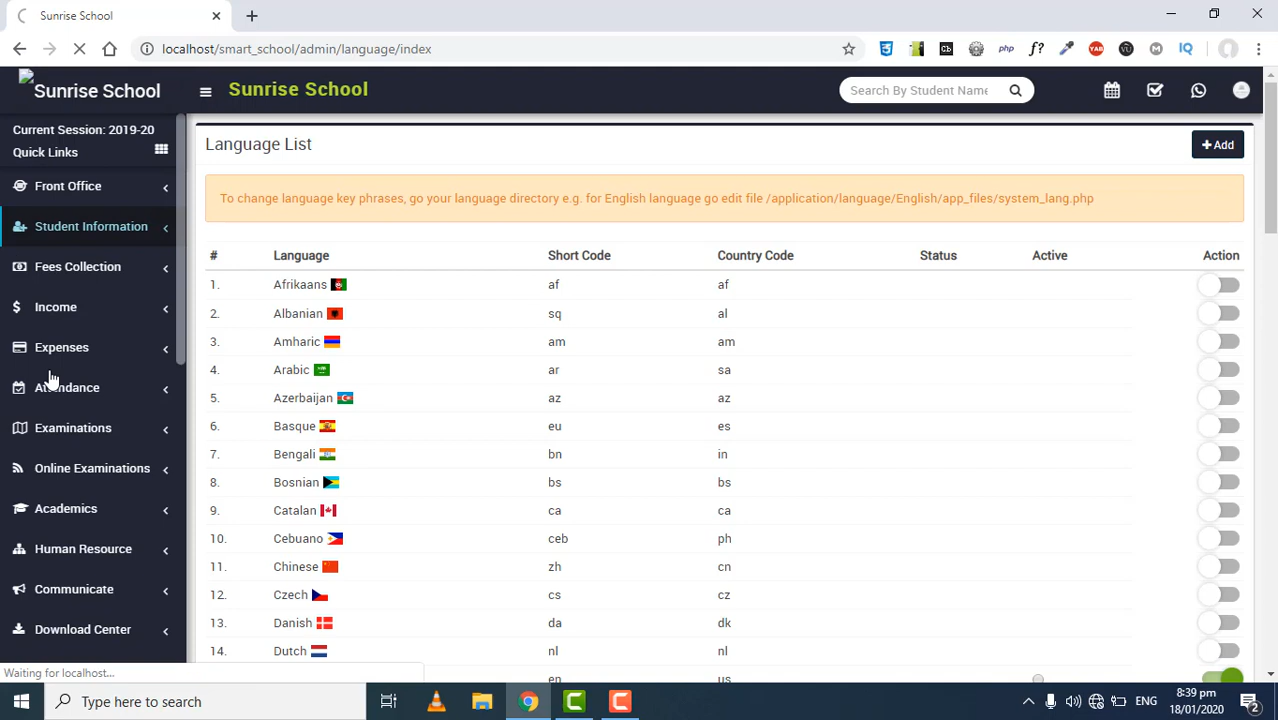 Sunrise School
localhost/smart_school/admin/language/index
Sunrise School
Sunrise School
Search By Student Name
Current Session: 2019-20
Quick Links
Front Office
Student Information
Fees Collection
Income
Expenses
Attendance
Examinations
Online Examinations
Academics
Human Resource
Communicate
Download Center
Waiting for localhost...
Language List
Add
To change language key phrases, go your language directory e.g. for English language go edit file /application/language/English/app_files/system_lang.php
# Language Short Code Country Code Status Active Action
1. Afrikaans af af
2. Albanian sq al
3. Amharic am am
4. Arabic ar sa
5. Azerbaijan az az
6. Basque eu es
7. Bengali bn in
8. Bosnian bs bs
9. Catalan ca ca
10. Cebuano ceb ph
11. Chinese zh cn
12. Czech cs cz
13. Danish da dk
14. Dutch nl nl
en us
Type here to search
ENG
8:39 pm
18/01/2020
2